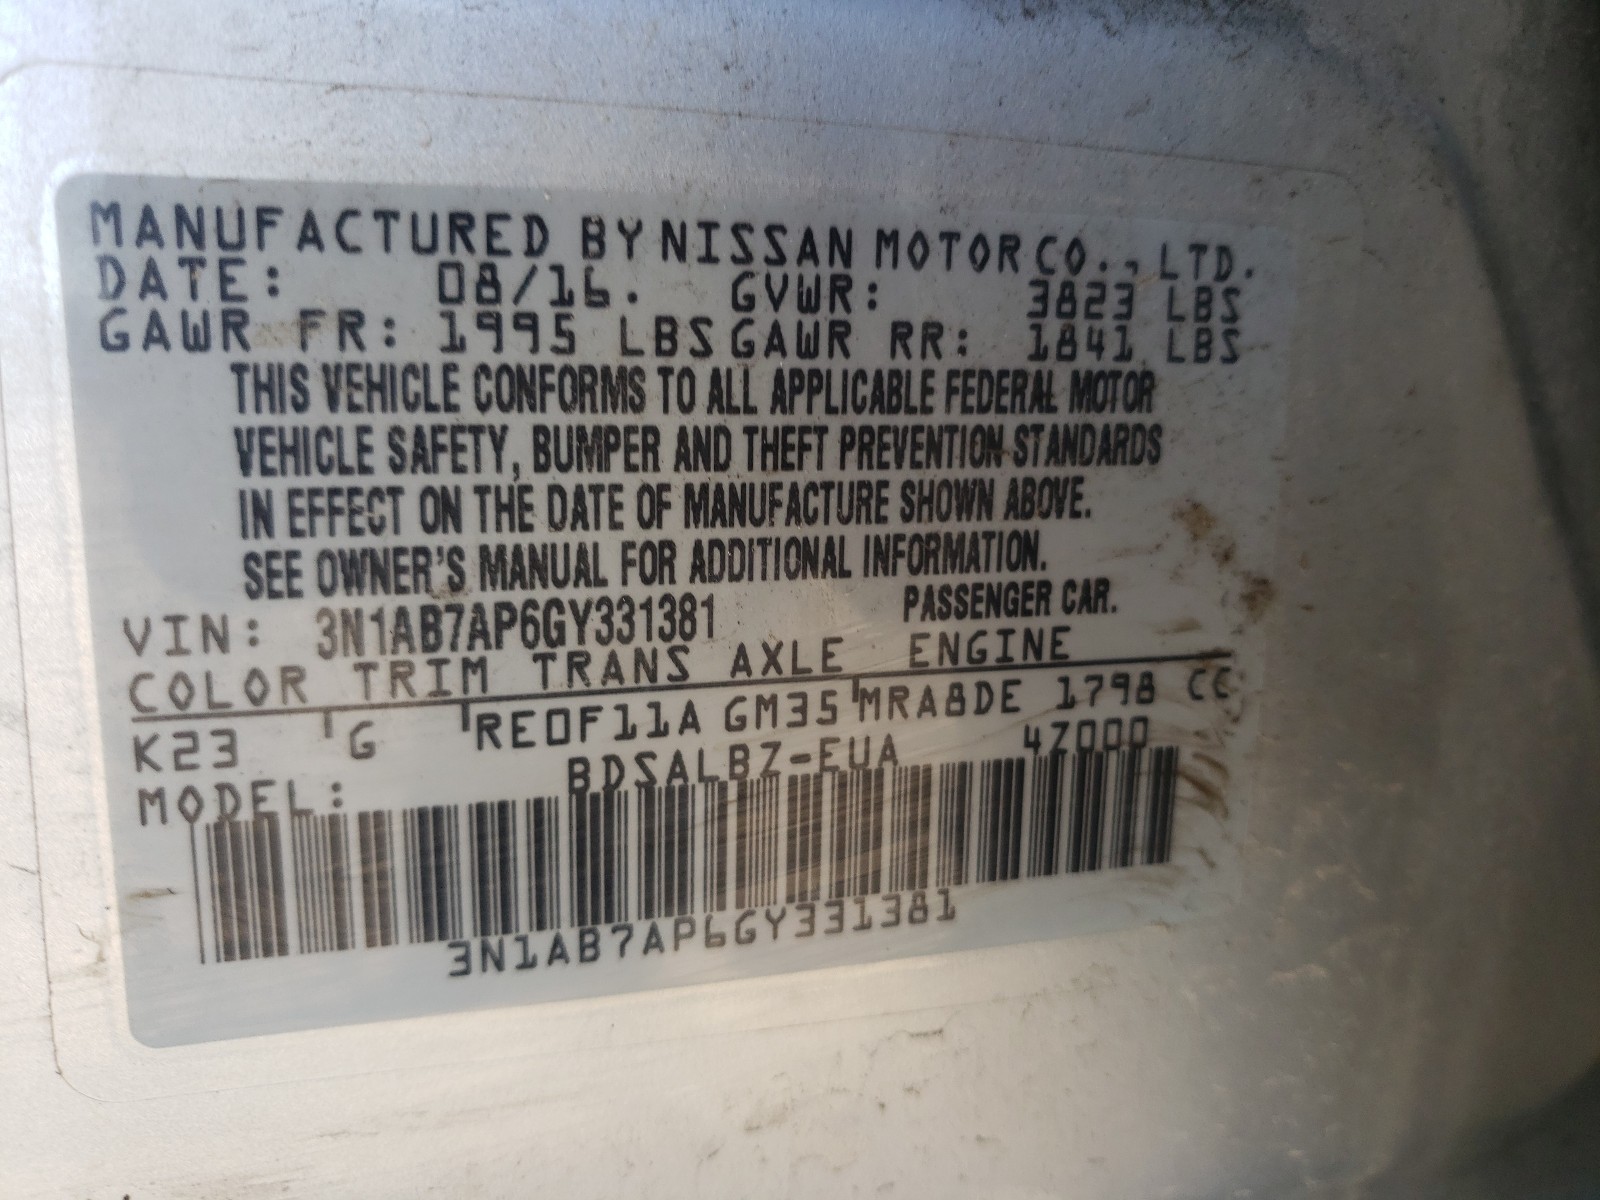 MANUFACTURED BY NISSAN MOTOR CO., LTD.
DATE: 08/16. GVWR: 3823 LBS
GAWR FR: 1995 LBS GAWR RR: 1841 LBS
THIS VEHICLE CONFORMS TO ALL APPLICABLE FEDERAL MOTOR
VEHICLE SAFETY, BUMPER AND THEFT PREVENTION STANDARDS
IN EFFECT ON THE DATE OF MANUFACTURE SHOWN ABOVE.
SEE OWNER'S MANUAL FOR ADDITIONAL INFORMATION.
VIN: 3N1AB7AP6GY331381 PASSENGER CAR.
COLOR TRIM TRANS AXLE ENGINE
K23 G RE0F11A GM35 MRA8DE 1798 CC
MODEL: BDSALBZ-EUA 4Z000
3N1AB7AP6GY331381